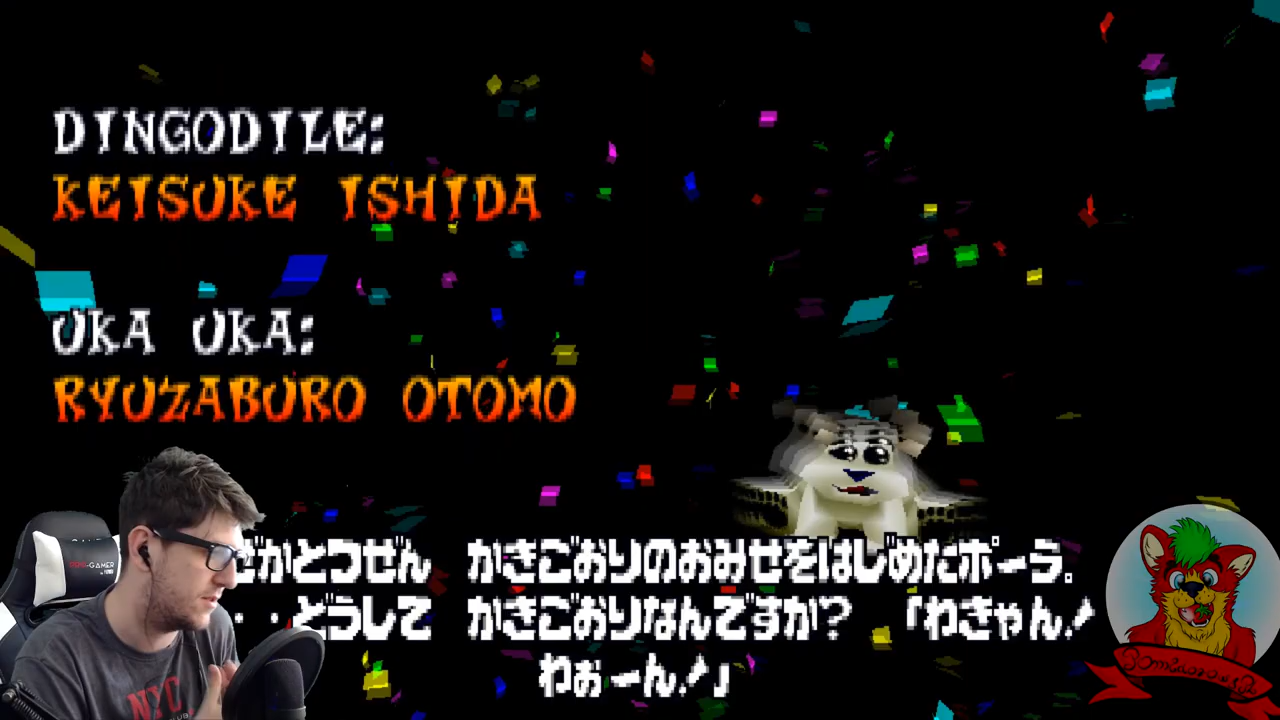 DINGODILE:
KEISUKE ISHIDA
UKA UKA:
RYUZABURO OTOMO
ぜかとつぜん かきごおりのおみせをはじめたポーラ。
・・どうして かきごおりなんですか? 「わきゃん!
わぉーん!」
NYC